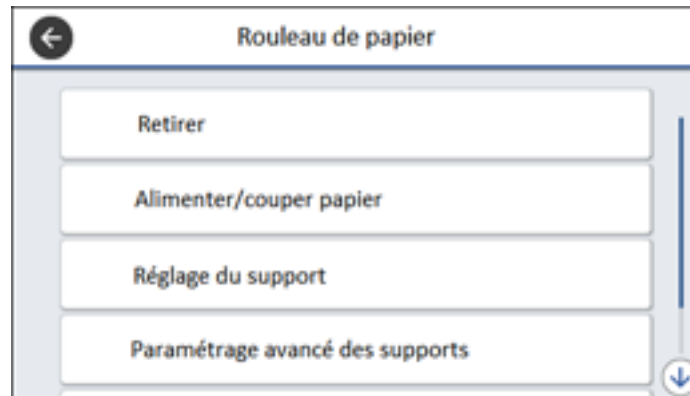 Rouleau de papier
Retirer
Alimenter/couper papier
Réglage du support
Paramétrage avancé des supports